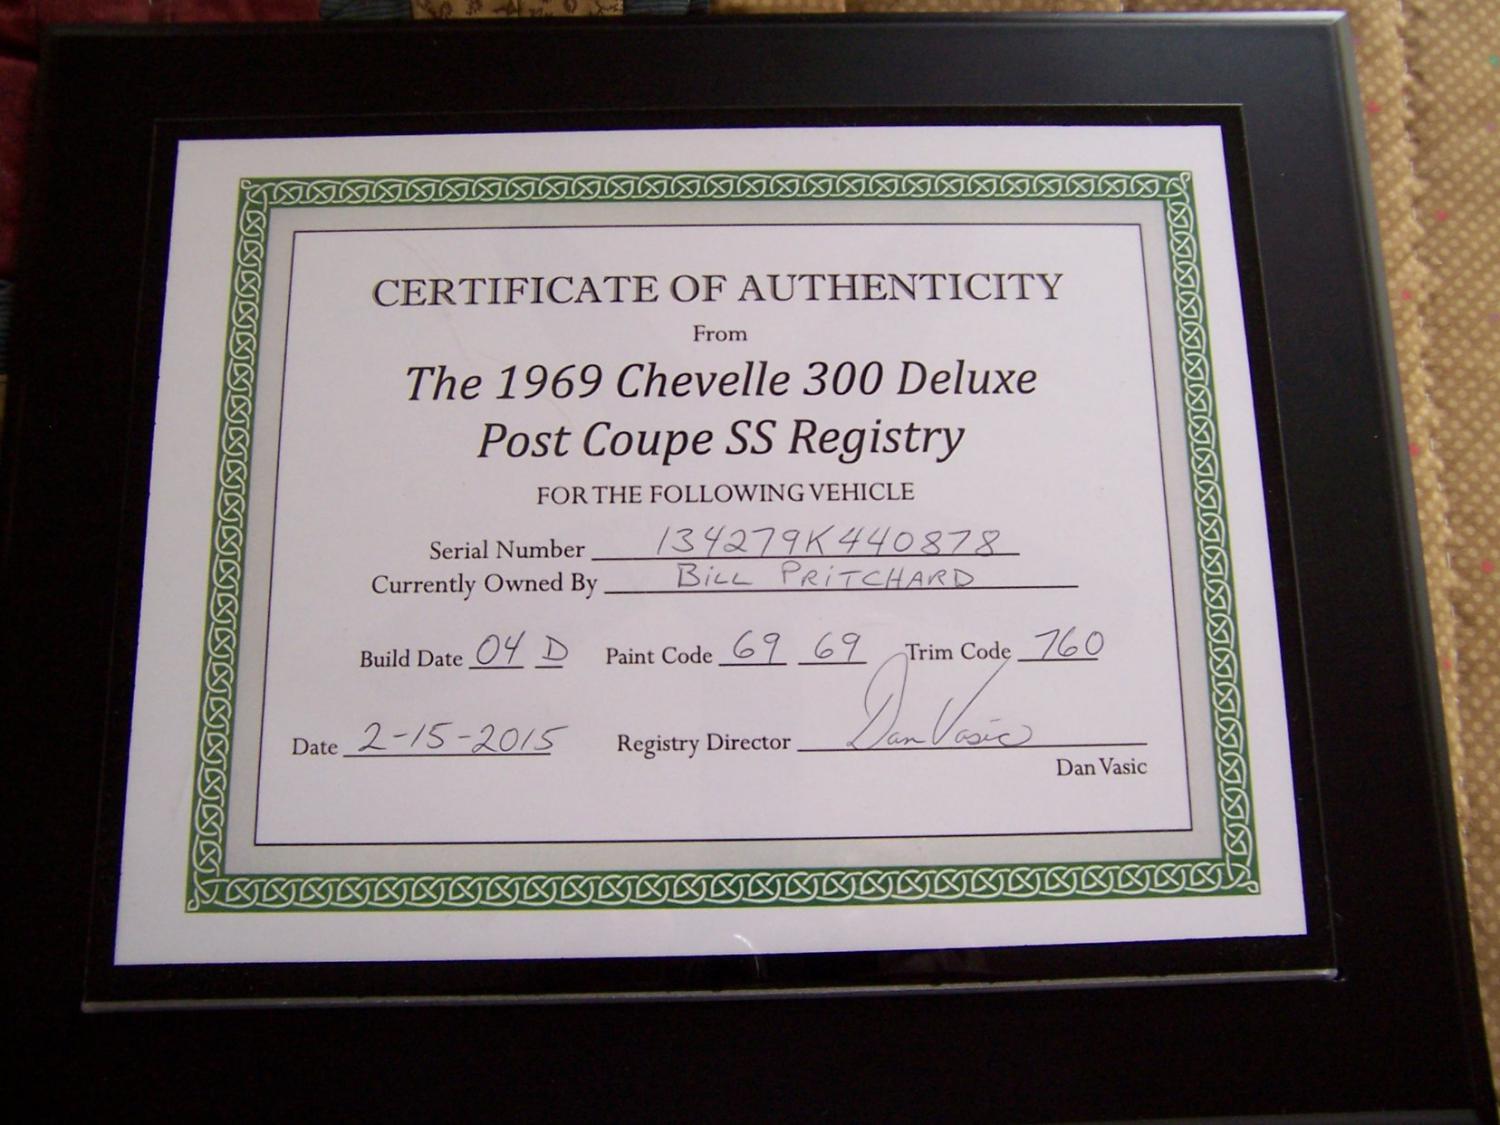 CERTIFICATE OF AUTHENTICITY
From
The 1969 Chevelle 300 Deluxe
Post Coupe SS Registry
FOR THE FOLLOWING VEHICLE
Serial Number 134279K440878
Currently Owned By BILL PRITCHARD
Build Date 04 D Paint Code 69 69 Trim Code 760
Date 2-15-2015 Registry Director Dan Vasic
Dan Vasic